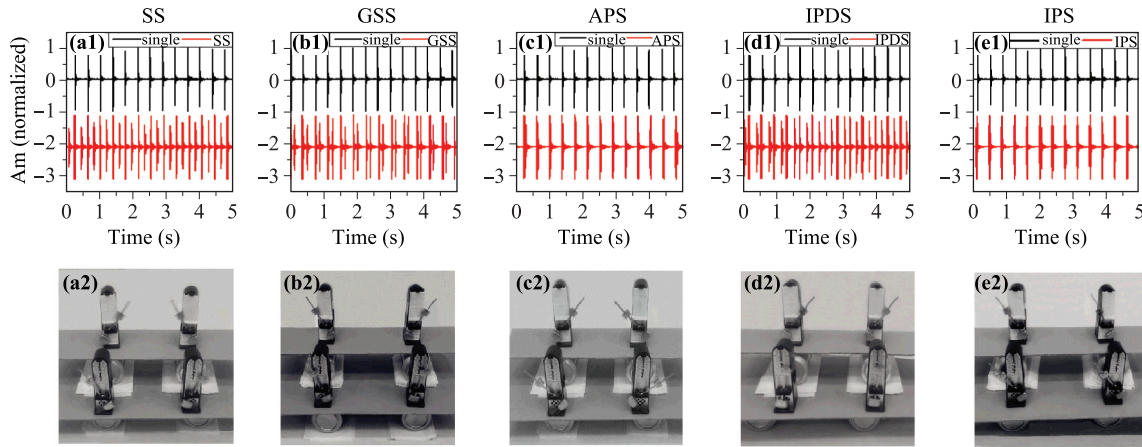 SS
GSS
APS
IPDS
IPS
(a1)
single
SS
(b1)
single
GSS
(c1)
single
APS
(d1)
single
IPDS
(e1)
single
IPS
Am (normalized)
1
0
−1
−2
−3
0 1 2 3 4 5
0 1 2 3 4 5
0 1 2 3 4 5
0 1 2 3 4 5
0 1 2 3 4 5
Time (s)
Time (s)
Time (s)
Time (s)
Time (s)
(a2)
(b2)
(c2)
(d2)
(e2)